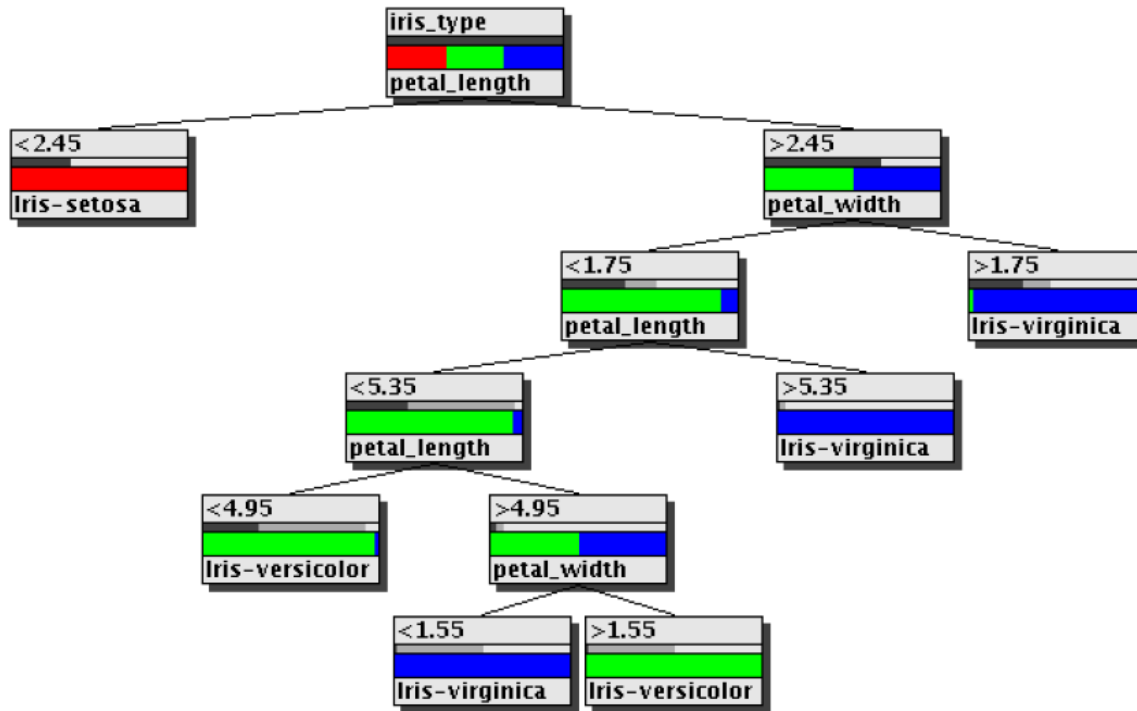 iris_type
petal_length
<2.45
Iris-setosa
>2.45
petal_width
<1.75
petal_length
>1.75
Iris-virginica
<5.35
petal_length
>5.35
Iris-virginica
<4.95
Iris-versicolor
>4.95
petal_width
<1.55
Iris-virginica
>1.55
Iris-versicolor